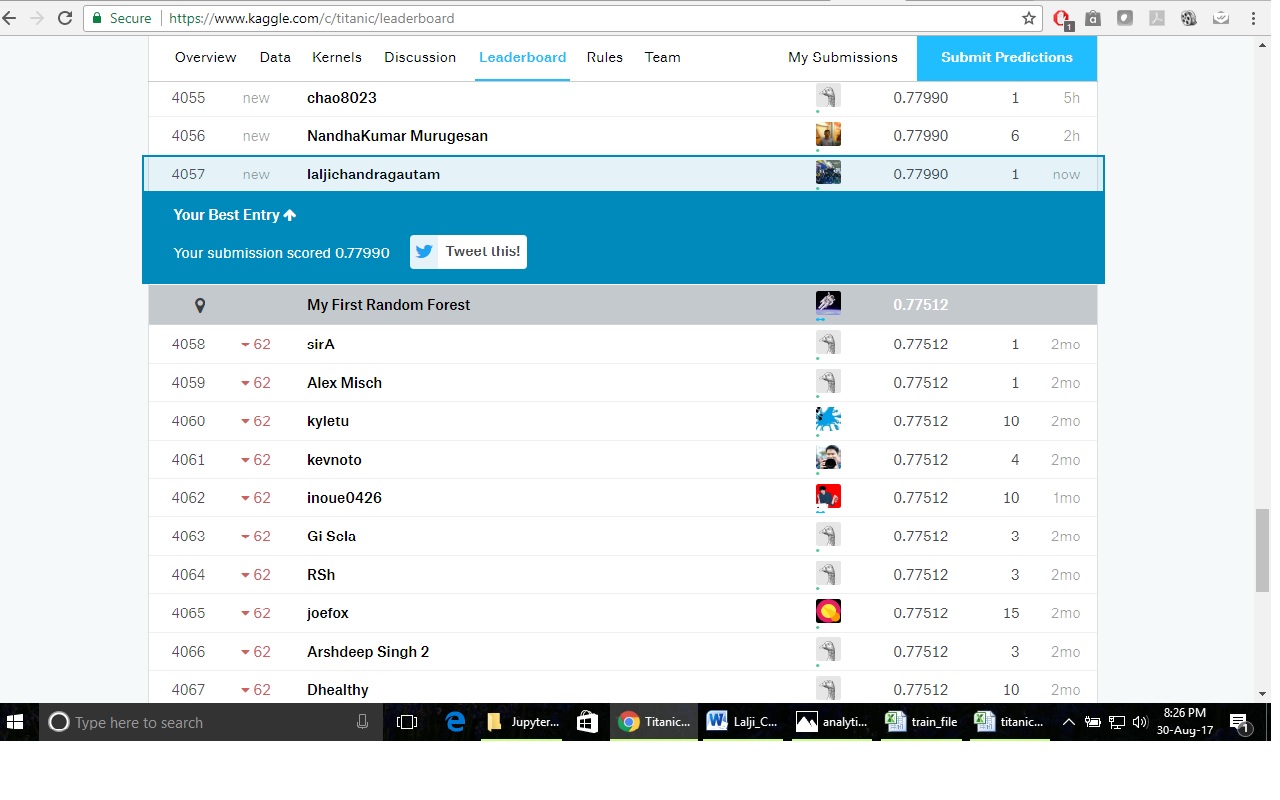 Secure https://www.kaggle.com/c/titanic/leaderboard 1
Overview Data Kernels Discussion Leaderboard Rules Team My Submissions Submit Predictions
4055 new chao8023 0.77990 1 5h
4056 new NandhaKumar Murugesan 0.77990 6 2h
4057 new laljichandragautam 0.77990 1 now
Your Best Entry
Your submission scored 0.77990 Tweet this!
My First Random Forest 0.77512
4058 62 sirA 0.77512 1 2mo
4059 62 Alex Misch 0.77512 1 2mo
4060 62 kyletu 0.77512 10 2mo
4061 62 kevnoto 0.77512 4 2mo
4062 62 inoue0426 0.77512 10 1mo
4063 62 Gi Sela 0.77512 3 2mo
4064 62 RSh 0.77512 3 2mo
4065 62 joefox 0.77512 15 2mo
4066 62 Arshdeep Singh 2 0.77512 3 2mo
4067 62 Dhealthy 0.77512 10 2mo
Type here to search Jupyter... Titanic... Lalji_C... analyti... train_file titanic... 8:26 PM
30-Aug-17 1